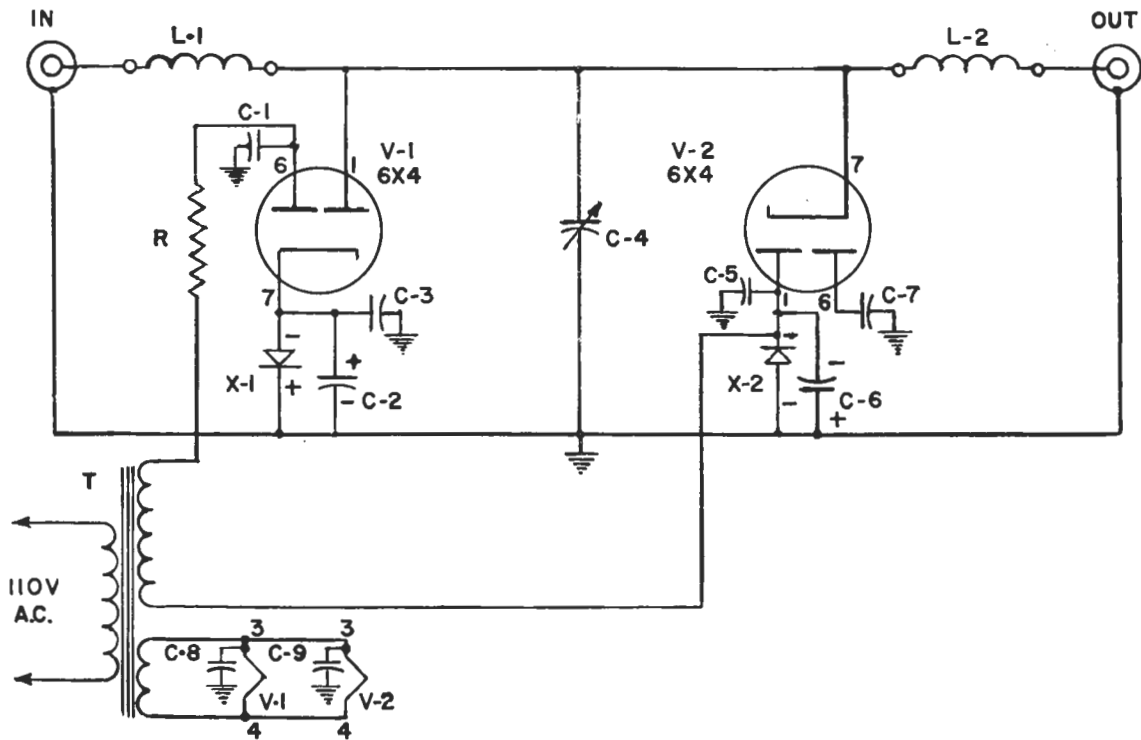 IN
OUT
L-1
L-2
C-1
6
1
V-1
6X4
V-2
6X4
7
R
C-4
7
C-3
C-5
1
6
C-7
-
+
X-1
+
+
- C-2
X-2
-
-
C-6
+
T
110V
A.C.
3
3
C-8
C-9
V-1
V-2
4
4